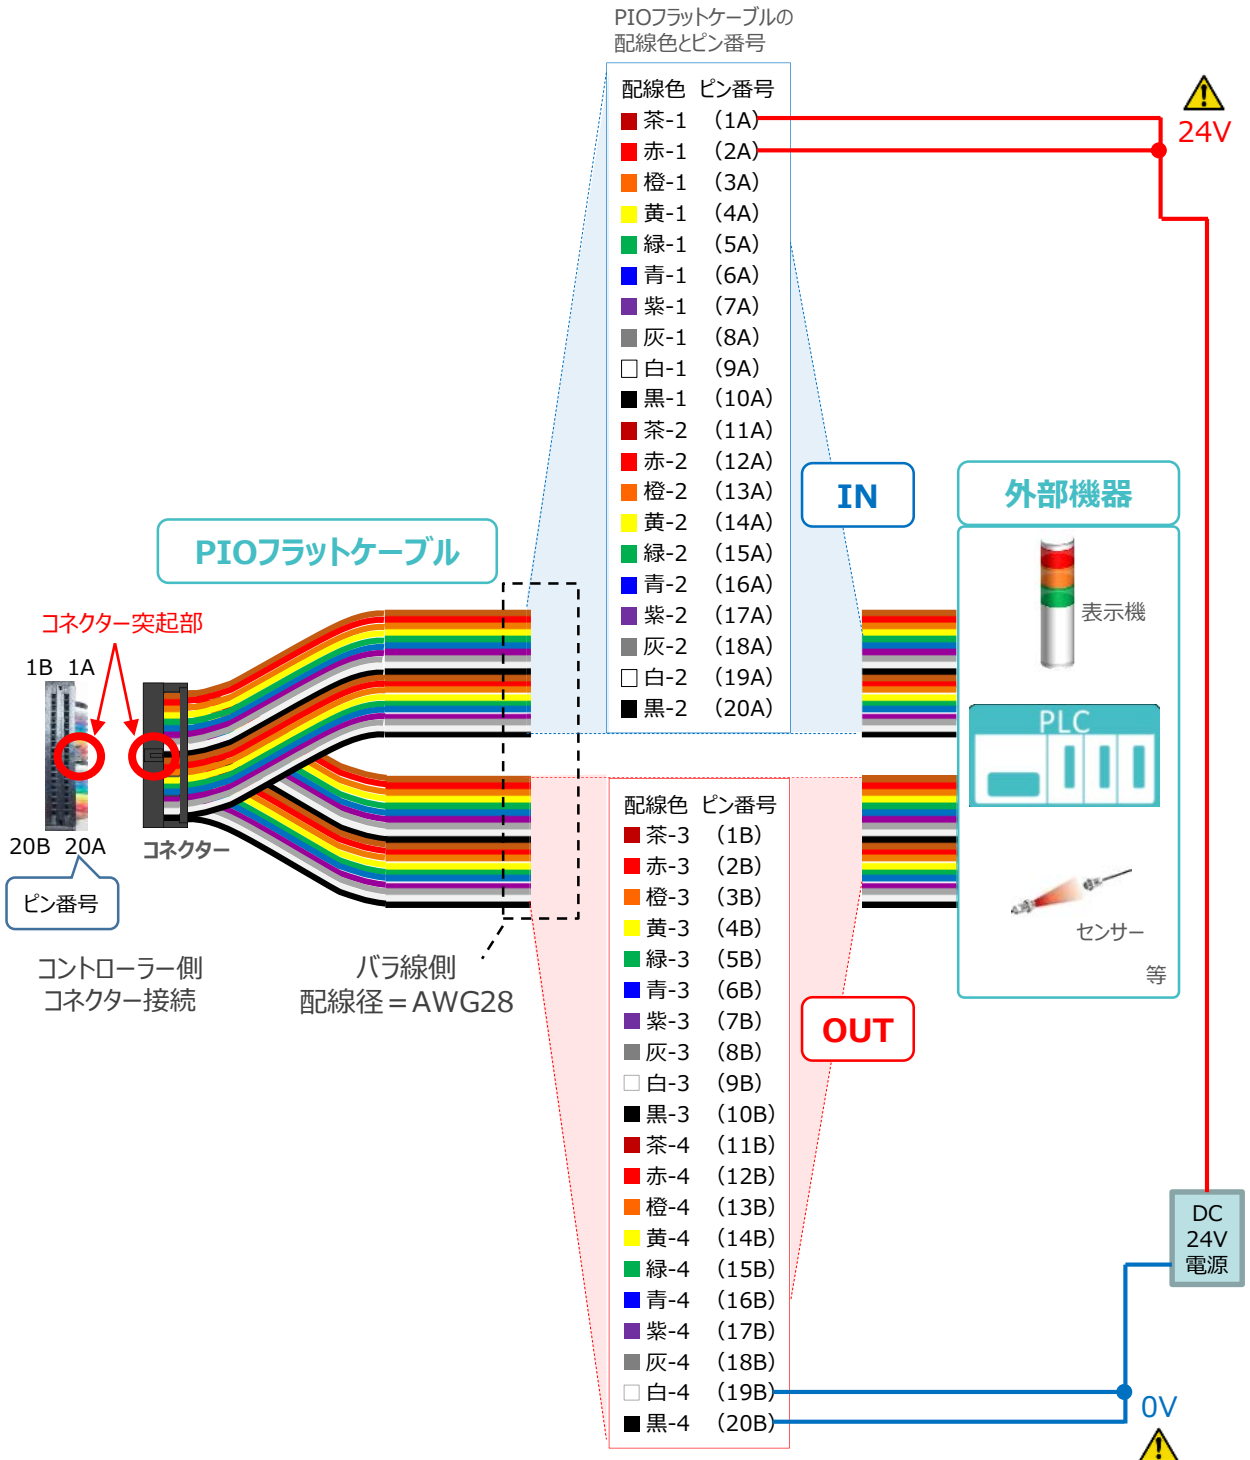 PIOフラットケーブルの
配線色とピン番号
配線色 ピン番号
茶-1 (1A)
赤-1 (2A)
橙-1 (3A)
黄-1 (4A)
緑-1 (5A)
青-1 (6A)
紫-1 (7A)
灰-1 (8A)
白-1 (9A)
黒-1 (10A)
茶-2 (11A)
赤-2 (12A)
橙-2 (13A)
黄-2 (14A)
緑-2 (15A)
青-2 (16A)
紫-2 (17A)
灰-2 (18A)
白-2 (19A)
黒-2 (20A)
24V
IN
外部機器
表示機
PLC
センサー
等
PIOフラットケーブル
コネクター突起部
1B 1A
20B 20A
ピン番号
コネクター
コントローラー側
コネクター接続
バラ線側
配線径＝AWG28
配線色 ピン番号
茶-3 (1B)
赤-3 (2B)
橙-3 (3B)
黄-3 (4B)
緑-3 (5B)
青-3 (6B)
紫-3 (7B)
灰-3 (8B)
白-3 (9B)
黒-3 (10B)
茶-4 (11B)
赤-4 (12B)
橙-4 (13B)
黄-4 (14B)
緑-4 (15B)
青-4 (16B)
紫-4 (17B)
灰-4 (18B)
白-4 (19B)
黒-4 (20B)
OUT
DC
24V
電源
0V